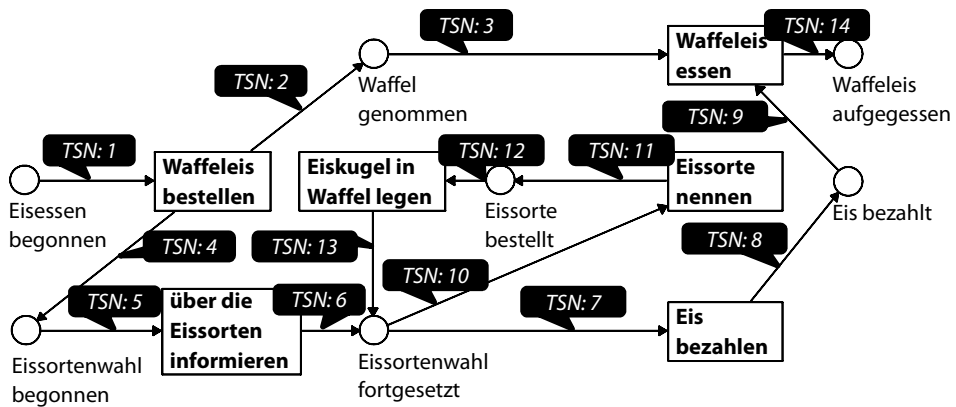 TSN: 3
Waffeleis
essen
TSN: 14
TSN: 2
Waffel
genommen
TSN: 9
Waffeleis
aufgegessen
TSN: 1
Waffeleis
bestellen
Eiskugel in
Waffel legen
TSN: 12
TSN: 11
Eissorte
nennen
Eisessen
begonnen
Eissorte
bestellt
Eis bezahlt
TSN: 4
TSN: 13
TSN: 10
TSN: 8
TSN: 5
über die
Eissorten
informieren
TSN: 6
TSN: 7
Eis
bezahlen
Eissortenwahl
begonnen
Eissortenwahl
fortgesetzt